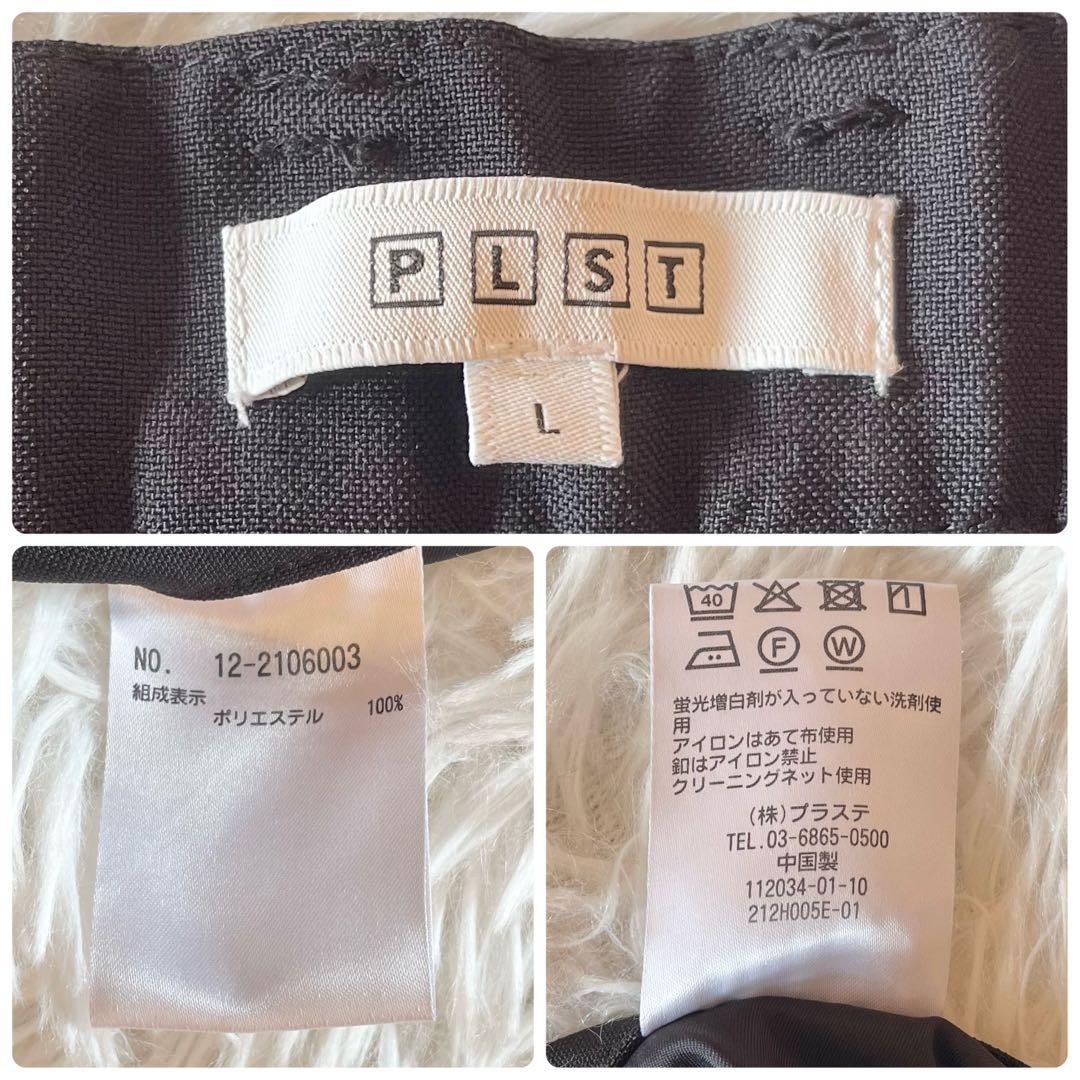 PLST
L
NO. 12-2106003
組成表示
ポリエステル 100%
40
F W
蛍光増白剤が入っていない洗剤使
用
アイロンはあて布使用
釦はアイロン禁止
クリーニングネット使用
(株)プラステ
TEL.03-6865-0500
中国製
112034-01-10
212H005E-01